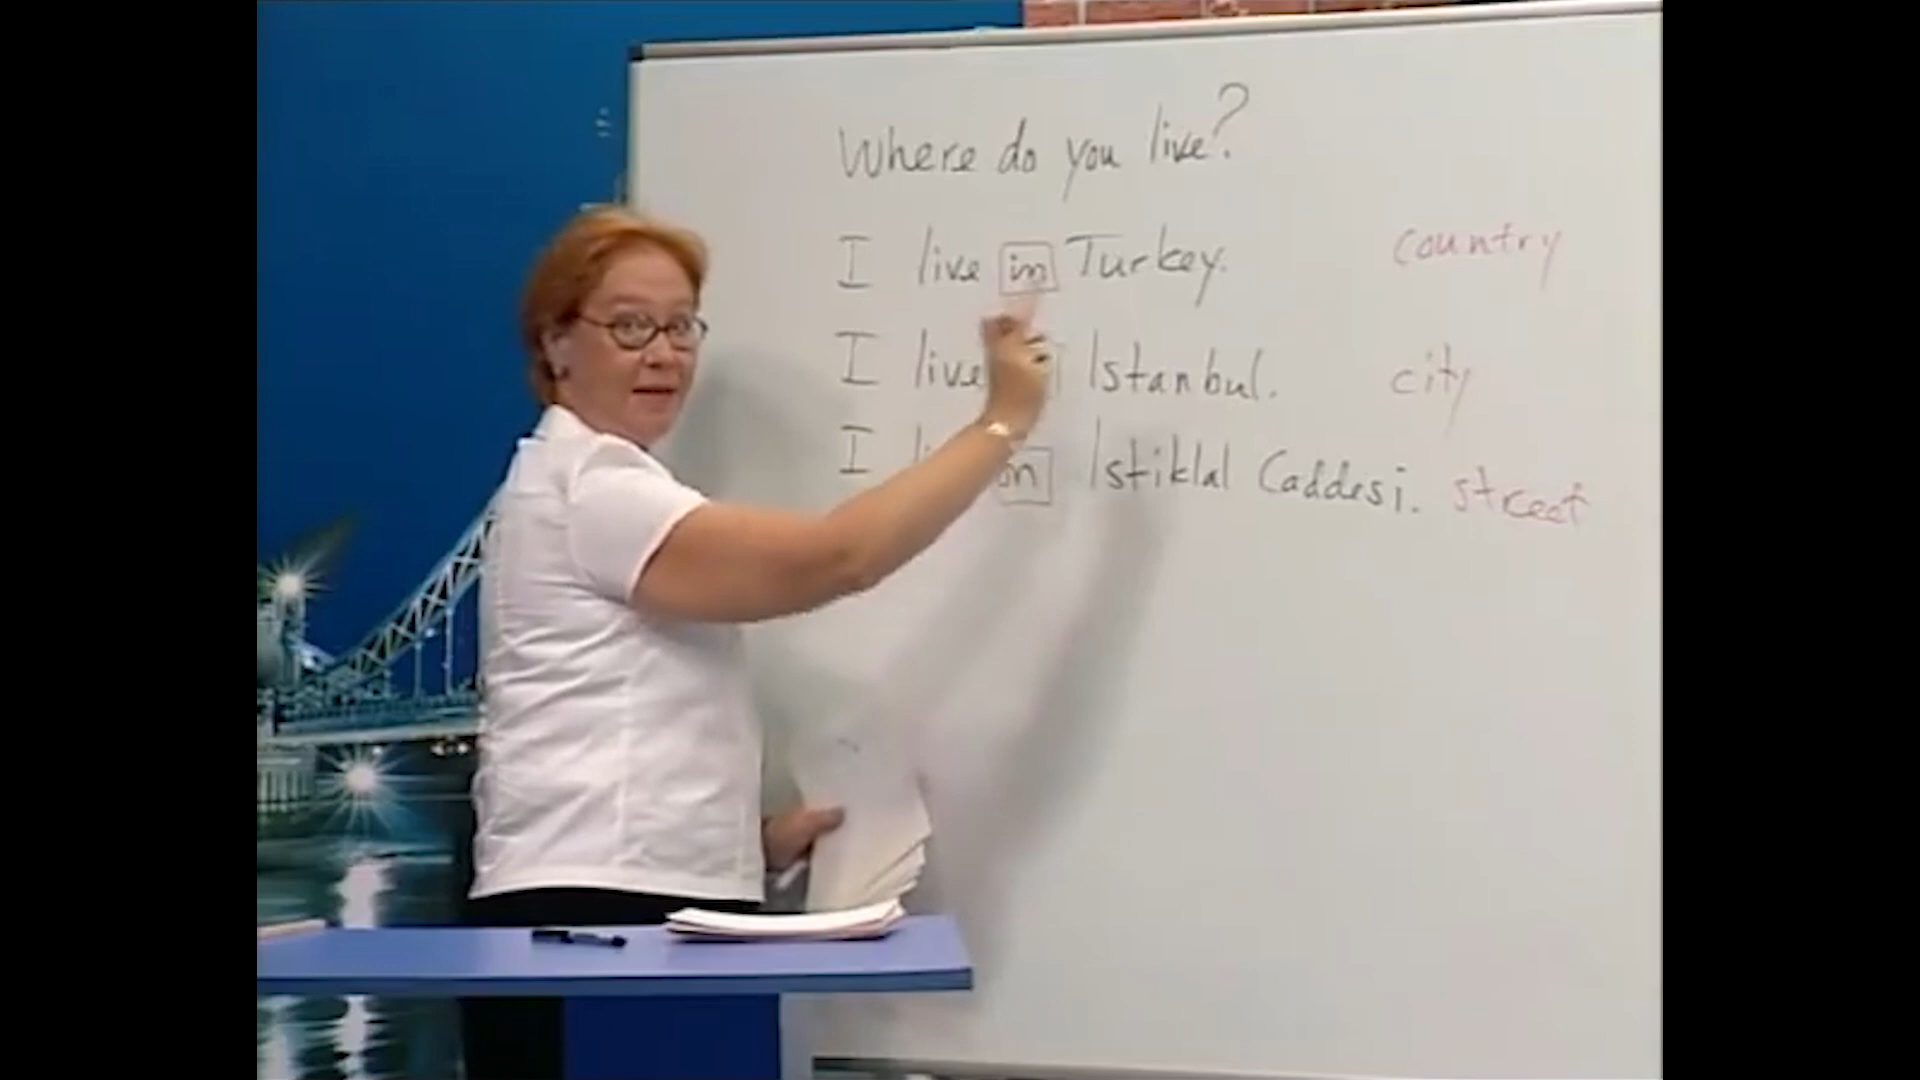 Where do you live?
I live in Turkey. country
I live Istanbul. city
I on Istiklal Caddesi. street